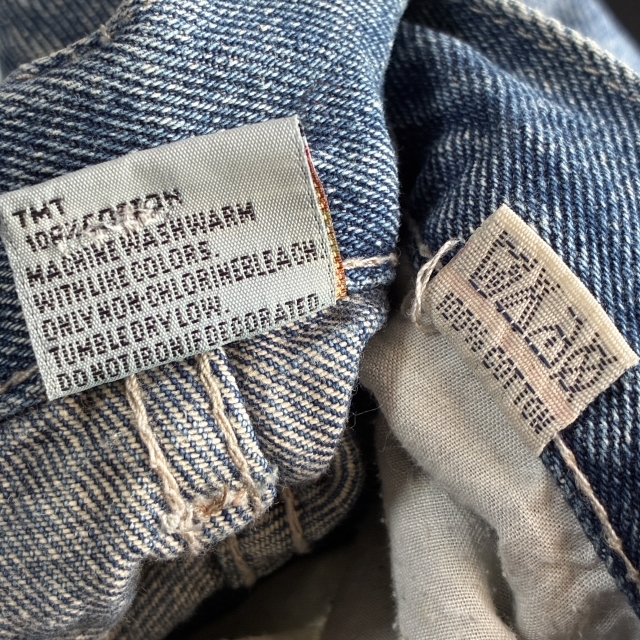 TMT
100% COTTON
MACHINE WASH WARM
WITH LIKE COLORS.
ONLY NON-CHLORINE BLEACH
TUMBLE DRY LOW.
DO NOT IRON IF DECORATED
COTTON